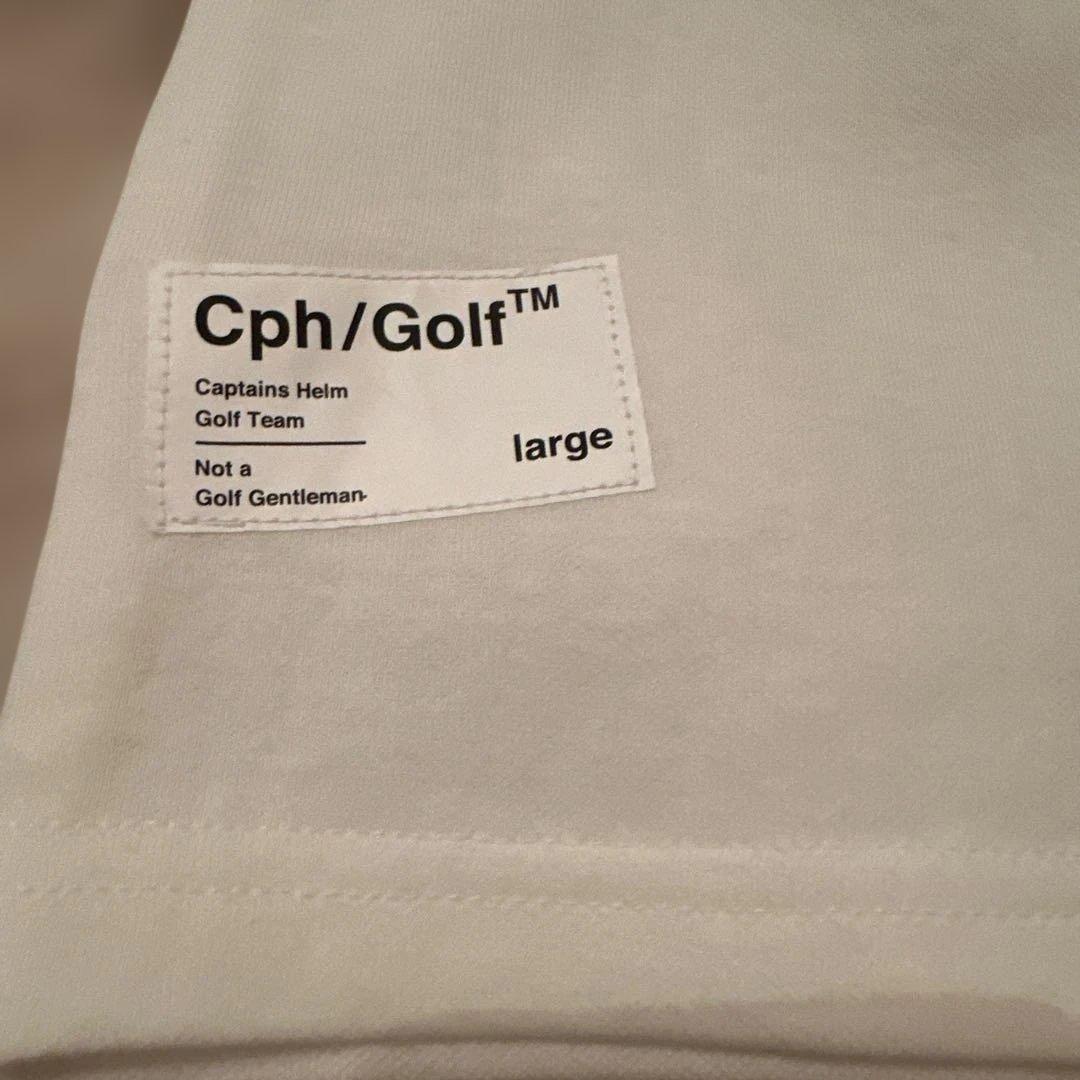 Cph/Golf™
Captains Helm
Golf Team
Not a
Golf Gentleman
large